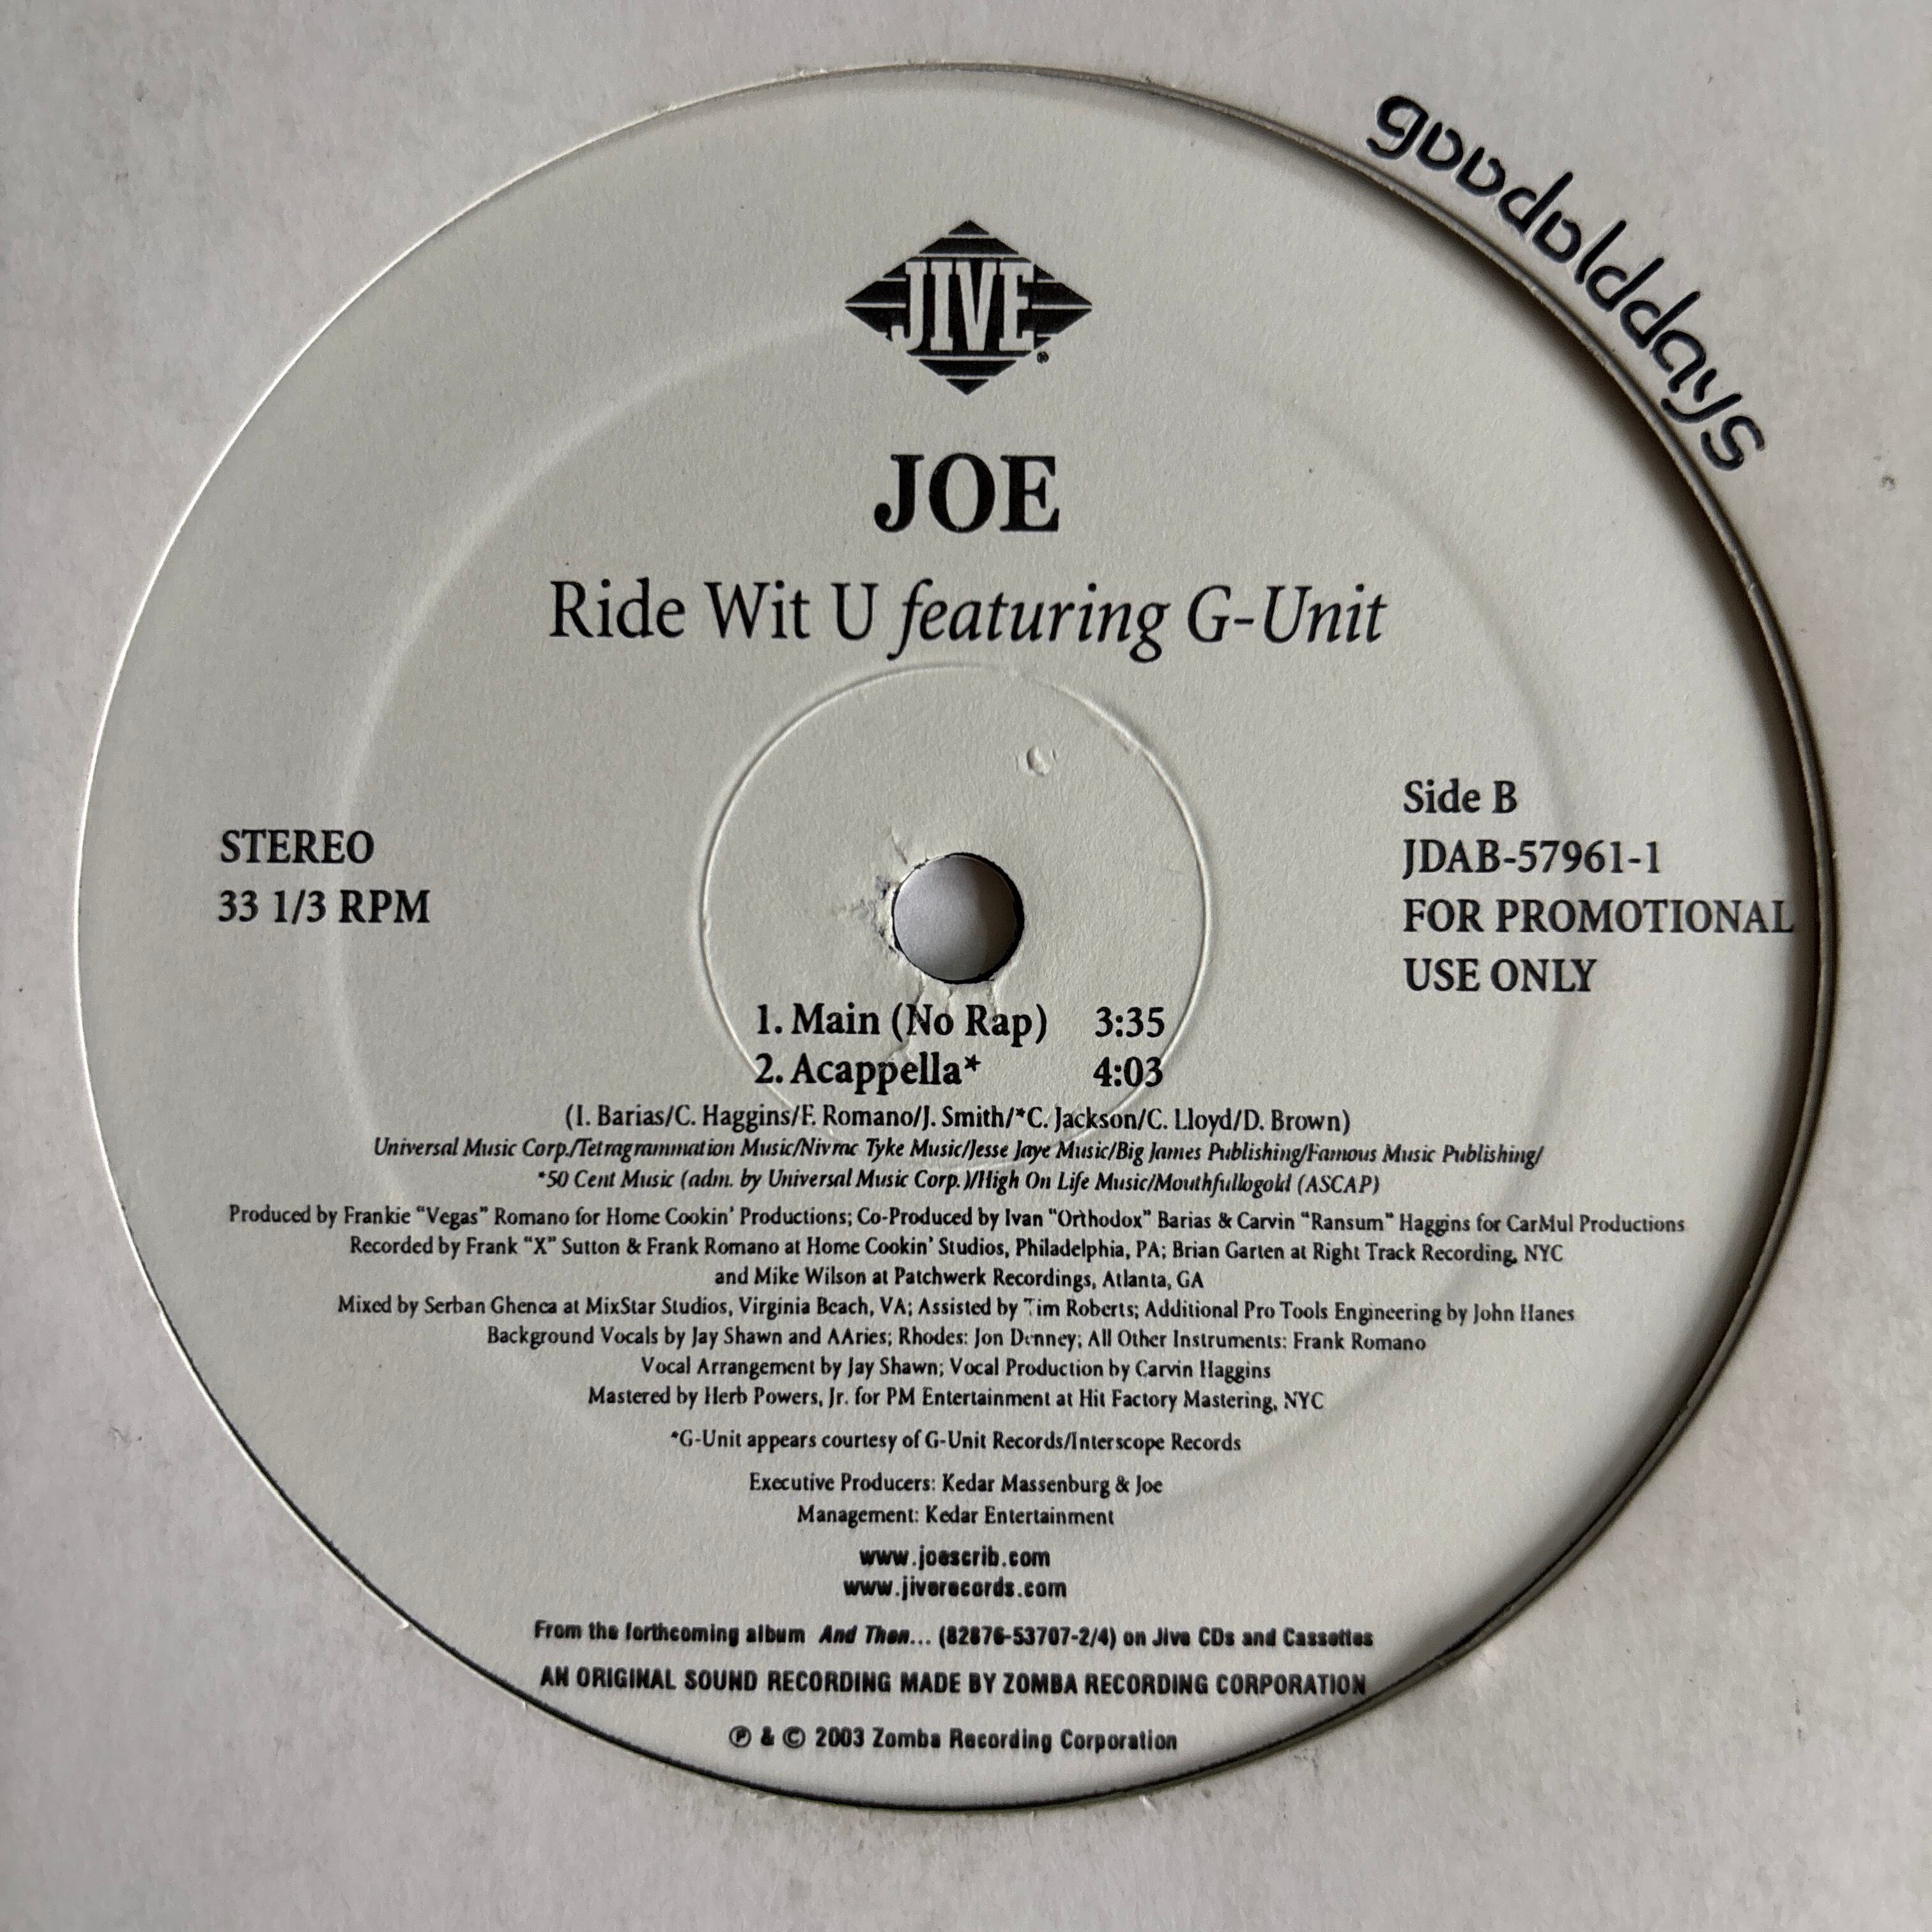 goodolddays
JIVE®
JOE
Ride Wit U featuring G-Unit
STEREO
33 1/3 RPM
Side B
JDAB-57961-1
FOR PROMOTIONAL
USE ONLY
1. Main (No Rap) 3:35
2. Acappella* 4:03
(I. Barias/C. Haggins/F. Romano/J. Smith/*C. Jackson/C. Lloyd/D. Brown)
Universal Music Corp./Tetragrammation Music/Nivrac Tyke Music/Jesse Jaye Music/Big James Publishing/Famous Music Publishing/
*50 Cent Music (adm. by Universal Music Corp.)/High On Life Music/Mouthfullogold (ASCAP)
Produced by Frankie “Vegas” Romano for Home Cookin’ Productions; Co-Produced by Ivan “Orthodox” Barias & Carvin “Ransum” Haggins for CarMul Productions
Recorded by Frank “X” Sutton & Frank Romano at Home Cookin’ Studios, Philadelphia, PA; Brian Garten at Right Track Recording, NYC
and Mike Wilson at Patchwerk Recordings, Atlanta, GA
Mixed by Serban Ghenea at MixStar Studios, Virginia Beach, VA; Assisted by Tim Roberts; Additional Pro Tools Engineering by John Hanes
Background Vocals by Jay Shawn and AAries; Rhodes: Jon Denney; All Other Instruments: Frank Romano
Vocal Arrangement by Jay Shawn; Vocal Production by Carvin Haggins
Mastered by Herb Powers, Jr. for PM Entertainment at Hit Factory Mastering, NYC
*G-Unit appears courtesy of G-Unit Records/Interscope Records
Executive Producers: Kedar Massenburg & Joe
Management: Kedar Entertainment
www.joescrib.com
www.jiverecords.com
From the forthcoming album And Then... (82876-53707-2/4) on Jive CDs and Cassettes
AN ORIGINAL SOUND RECORDING MADE BY ZOMBA RECORDING CORPORATION
℗ & © 2003 Zomba Recording Corporation